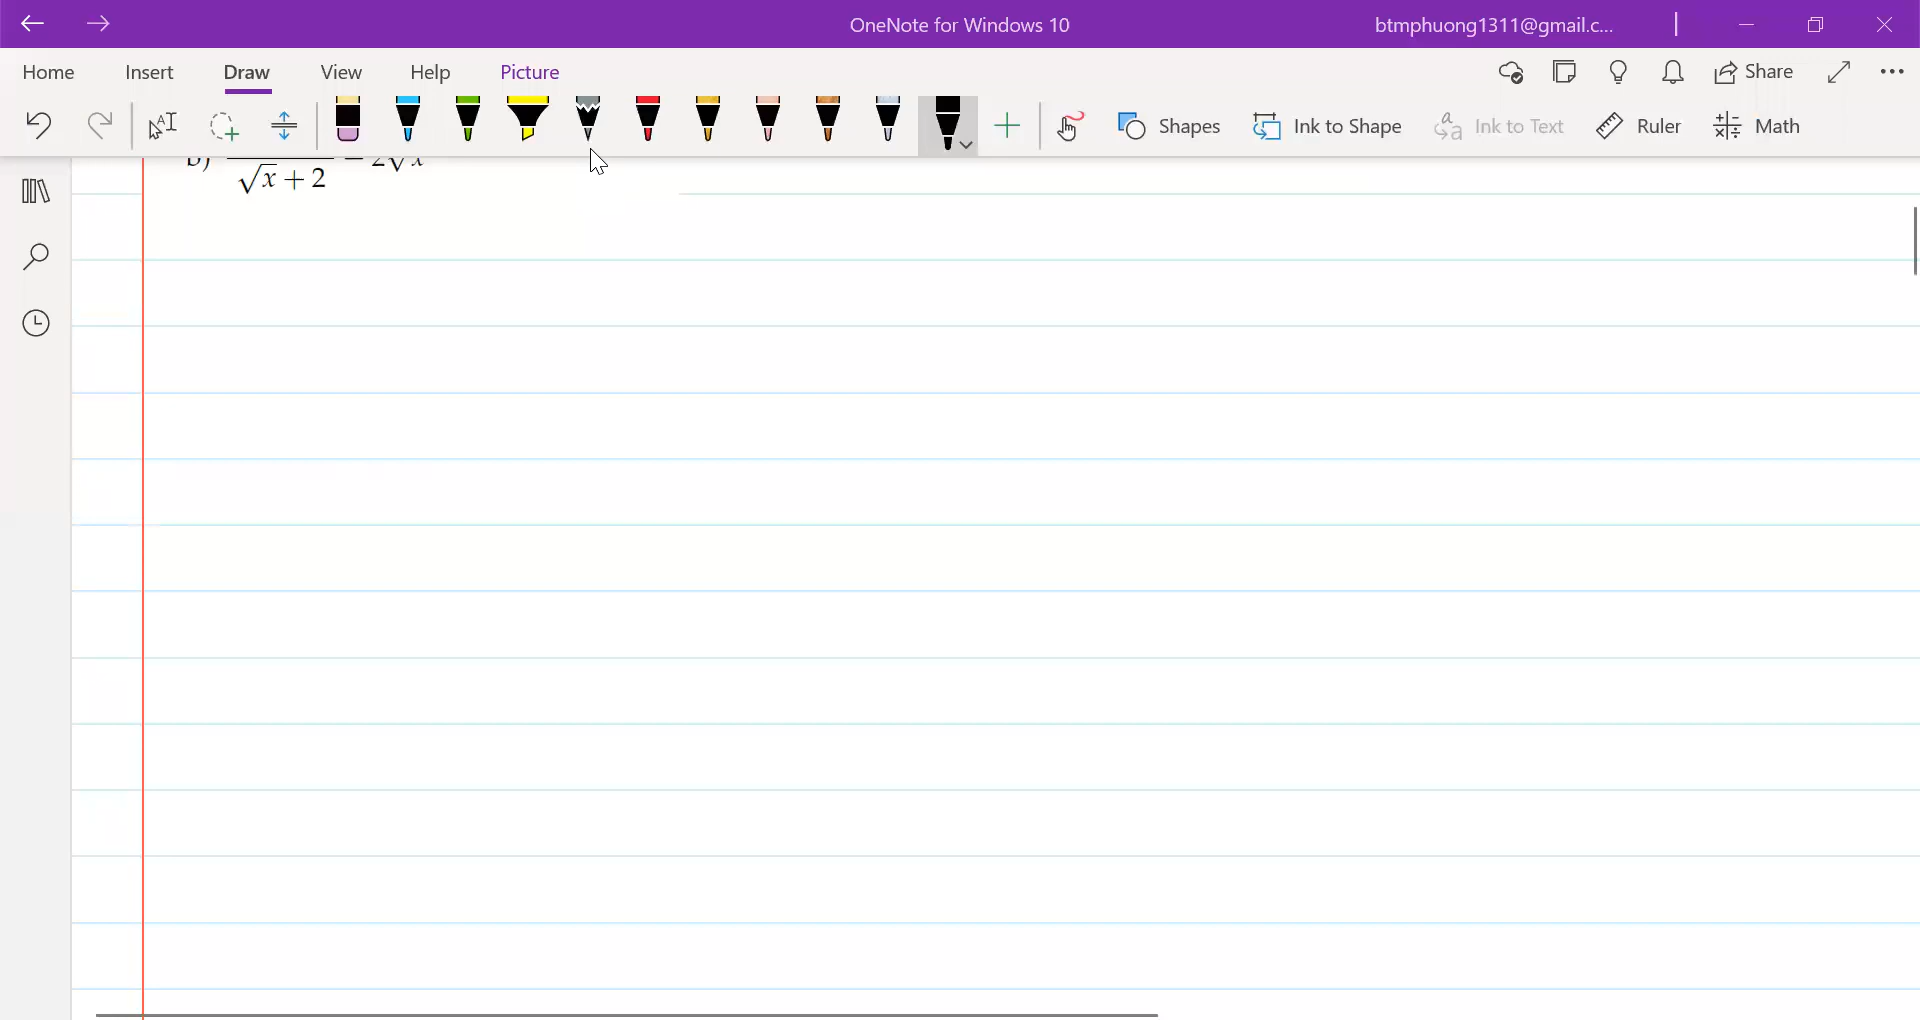 OneNote for Windows 10
btmphuong1311@gmail.c...
Home Insert Draw View Help Picture
Share
Shapes Ink to Shape Ink to Text Ruler Math
b) — = 2√x
√x + 2